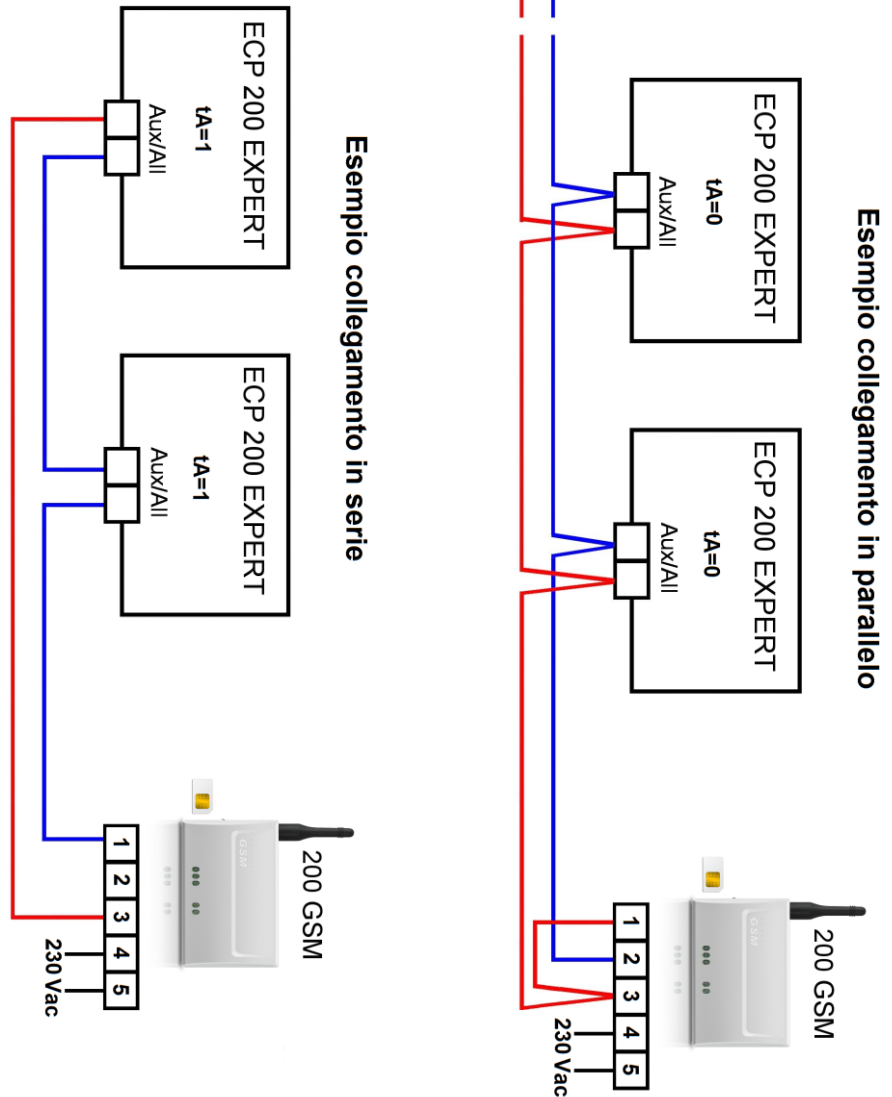 Esempio collegamento in parallelo
ECP 200 EXPERT
tA=0
Aux/All
ECP 200 EXPERT
tA=0
Aux/All
200 GSM
GSM
1 2 3 4 5
230 Vac
Esempio collegamento in serie
ECP 200 EXPERT
tA=1
Aux/All
ECP 200 EXPERT
tA=1
Aux/All
200 GSM
GSM
1 2 3 4 5
230 Vac